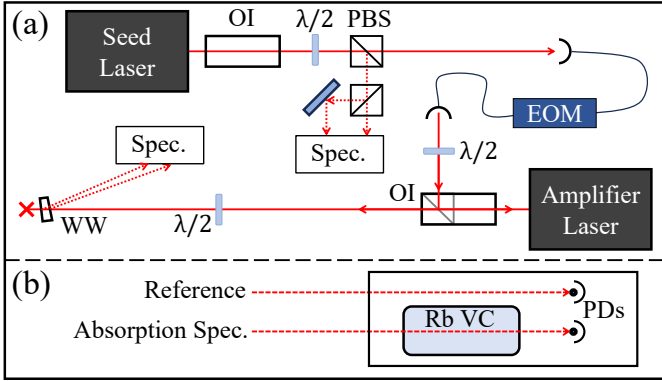 (a)
OI
λ/2
PBS
Seed
Laser
EOM
Spec.
Spec.
λ/2
OI
Amplifier
Laser
WW
λ/2
(b)
Reference
PDs
Rb VC
Absorption Spec.